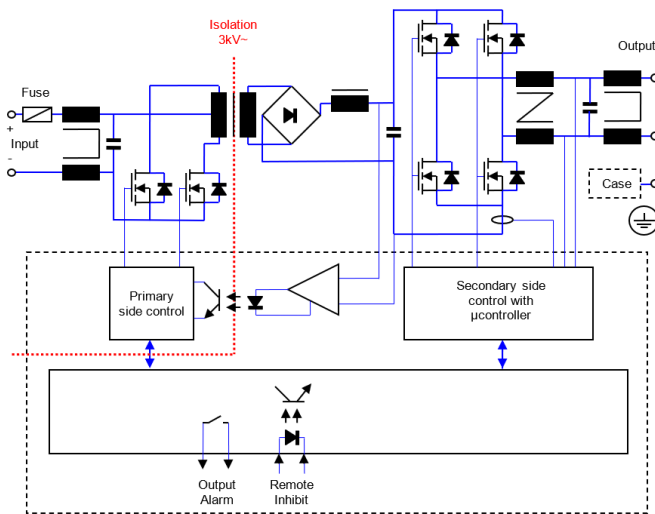 Isolation
3kV~
Output
Fuse
+
Input
-
Case
Primary
side control
Secondary side
control with
µcontroller
Output
Alarm
Remote
Inhibit